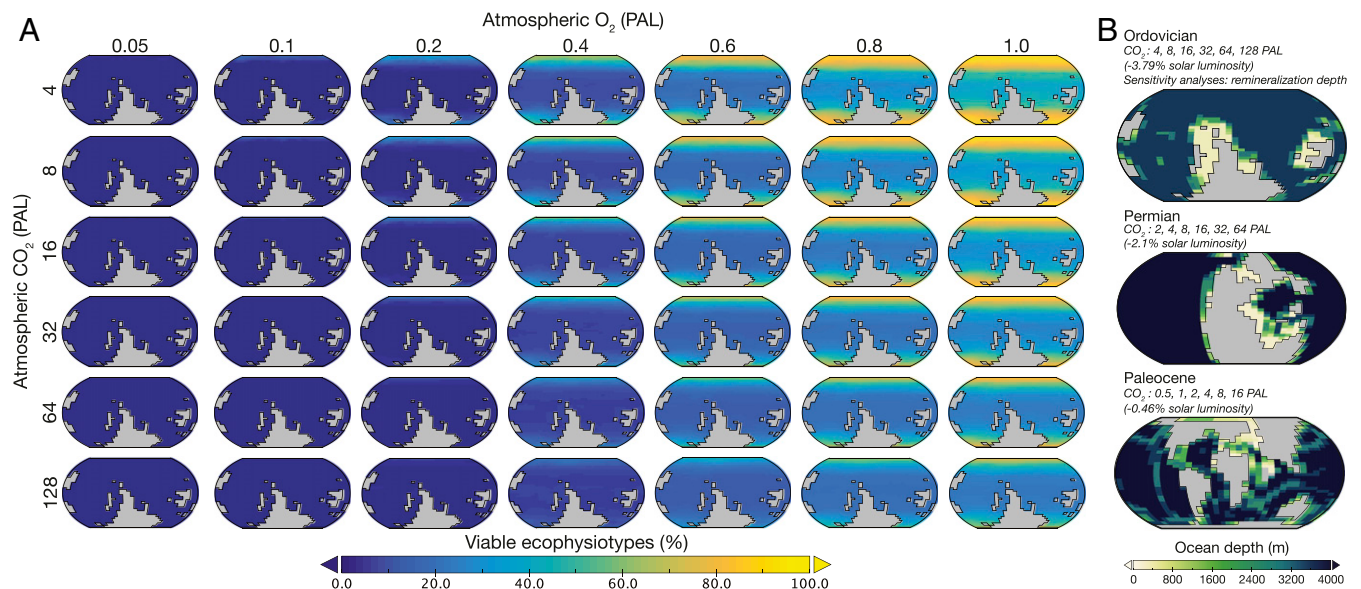 A
Atmospheric O2 (PAL)
0.05 0.1 0.2 0.4 0.6 0.8 1.0
Atmospheric CO2 (PAL)
4
8
16
32
64
128
Viable ecophysiotypes (%)
0.0 20.0 40.0 60.0 80.0 100.0
B
Ordovician
CO2 : 4, 8, 16, 32, 64, 128 PAL
(-3.79% solar luminosity)
Sensitivity analyses: remineralization depth
Permian
CO2 : 2, 4, 8, 16, 32, 64 PAL
(-2.1% solar luminosity)
Paleocene
CO2 : 0.5, 1, 2, 4, 8, 16 PAL
(-0.46% solar luminosity)
Ocean depth (m)
0 800 1600 2400 3200 4000